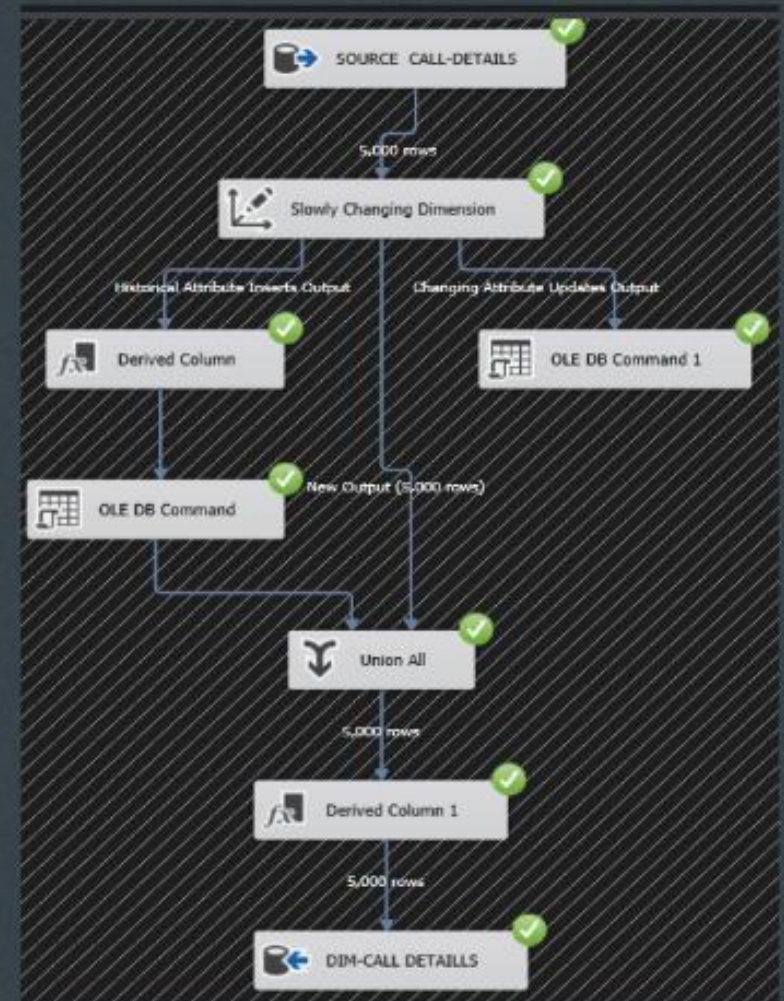 SOURCE CALL-DETAILS
5,000 rows
Slowly Changing Dimension
Historical Attribute Inserts Output
Changing Attribute Updates Output
Derived Column
OLE DB Command 1
OLE DB Command
New Output (5,000 rows)
Union All
5,000 rows
Derived Column 1
5,000 rows
DIM-CALL DETAILLS